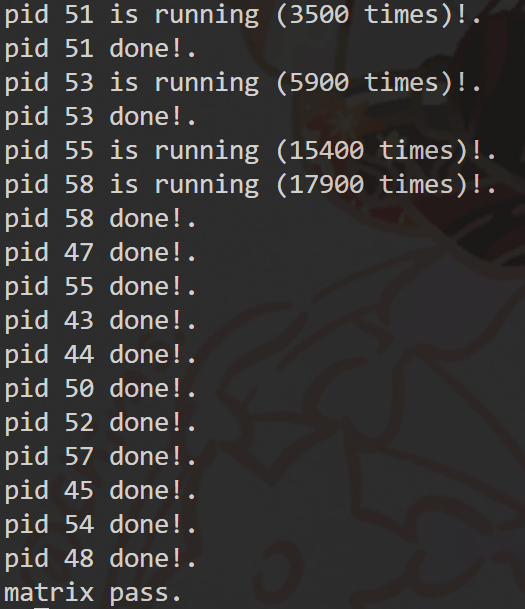 pid 51 is running (3500 times)!.
pid 51 done!.
pid 53 is running (5900 times)!.
pid 53 done!.
pid 55 is running (15400 times)!.
pid 58 is running (17900 times)!.
pid 58 done!.
pid 47 done!.
pid 55 done!.
pid 43 done!.
pid 44 done!.
pid 50 done!.
pid 52 done!.
pid 57 done!.
pid 45 done!.
pid 54 done!.
pid 48 done!.
matrix pass.